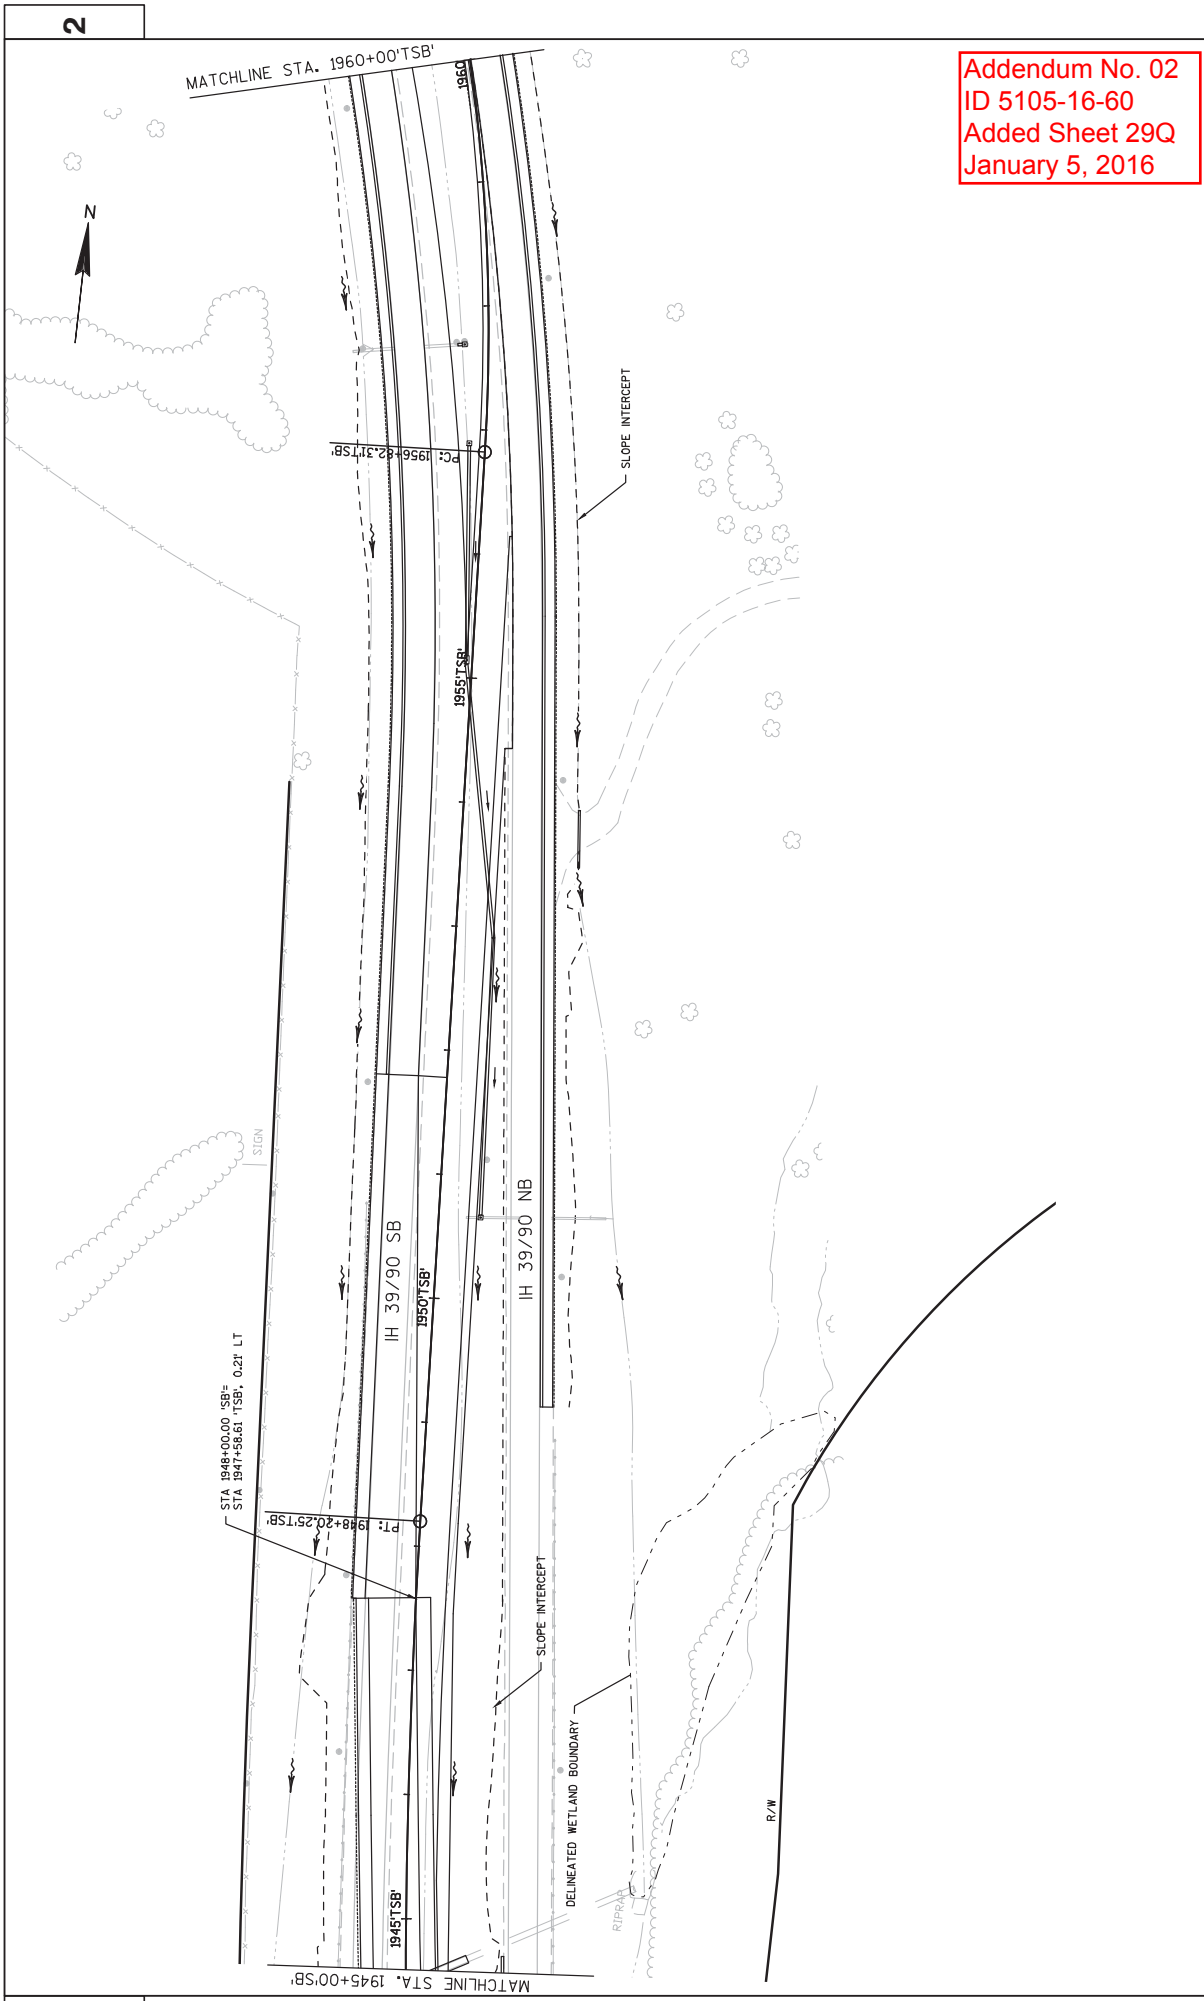 2
MATCHLINE STA. 1960+00'TSB'
1960
Addendum No. 02
ID 5105-16-60
Added Sheet 29Q
January 5, 2016
N
SLOPE INTERCEPT
PC: 1956+82.31'TSB'
1955'TSB'
SIGN
IH 39/90 SB
IH 39/90 NB
1950'TSB'
STA 1948+00.00 'SB'=
STA 1947+58.61 'TSB', 0.21' LT
PT: 1948+20.25'TSB'
SLOPE INTERCEPT
DELINEATED WETLAND BOUNDARY
R/W
RIPRAP
1945'TSB'
MATCHLINE STA. 1945+00'SB'